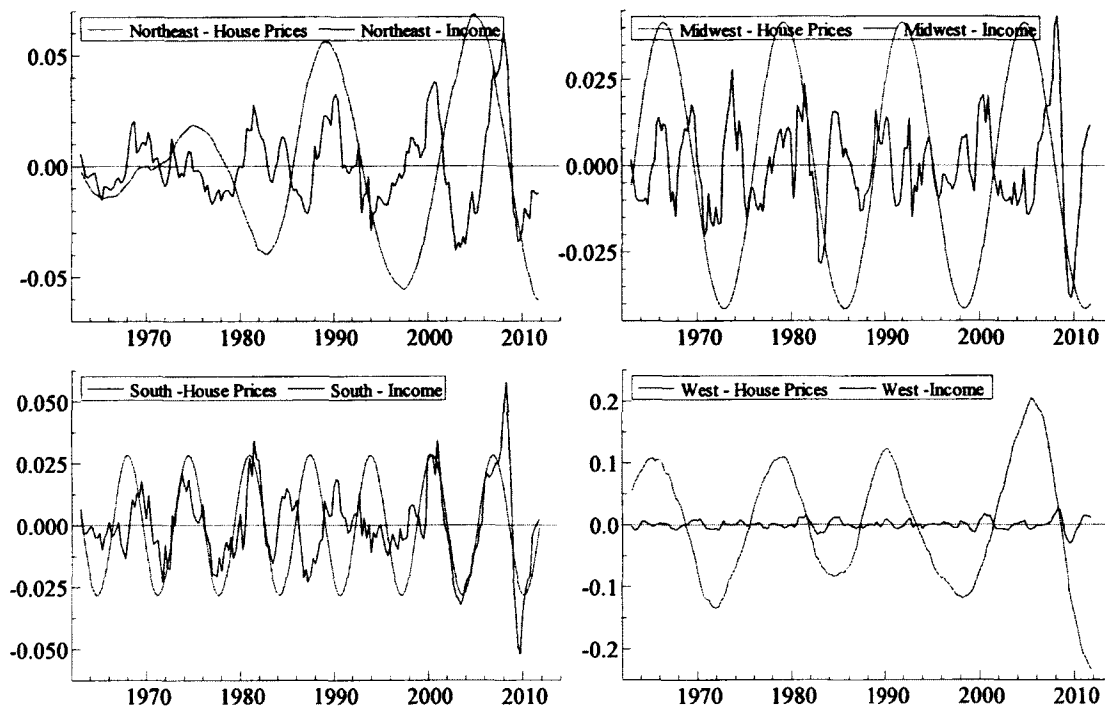 Northeast - House Prices Northeast - Income
0.05
0.00
-0.05
1970 1980 1990 2000 2010
Midwest - House Prices Midwest - Income
0.025
0.000
-0.025
1970 1980 1990 2000 2010
South -House Prices South - Income
0.050
0.025
0.000
-0.025
-0.050
1970 1980 1990 2000 2010
West - House Prices West -Income
0.2
0.1
0.0
-0.1
-0.2
1970 1980 1990 2000 2010